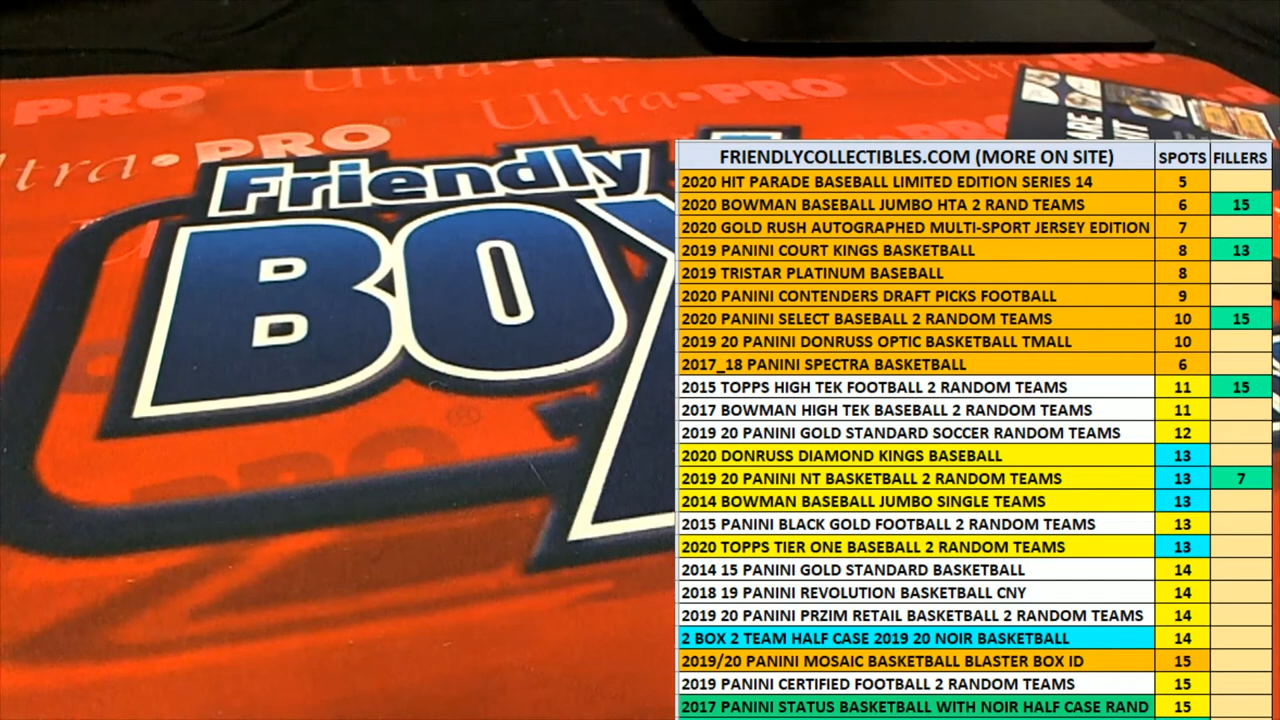 Ultra•PRO
PRO
Ultra•PRO®
Ultra•PRO
Ultra•PRO
Friendly
BOX
FRIENDLYCOLLECTIBLES.COM (MORE ON SITE) SPOTS FILLERS
2020 HIT PARADE BASEBALL LIMITED EDITION SERIES 14 5
2020 BOWMAN BASEBALL JUMBO HTA 2 RAND TEAMS 6 15
2020 GOLD RUSH AUTOGRAPHED MULTI-SPORT JERSEY EDITION 7
2019 PANINI COURT KINGS BASKETBALL 8 13
2019 TRISTAR PLATINUM BASEBALL 8
2020 PANINI CONTENDERS DRAFT PICKS FOOTBALL 9
2020 PANINI SELECT BASEBALL 2 RANDOM TEAMS 10 15
2019 20 PANINI DONRUSS OPTIC BASKETBALL TMALL 10
2017_18 PANINI SPECTRA BASKETBALL 6
2015 TOPPS HIGH TEK FOOTBALL 2 RANDOM TEAMS 11 15
2017 BOWMAN HIGH TEK BASEBALL 2 RANDOM TEAMS 11
2019 20 PANINI GOLD STANDARD SOCCER RANDOM TEAMS 12
2020 DONRUSS DIAMOND KINGS BASEBALL 13
2019 20 PANINI NT BASKETBALL 2 RANDOM TEAMS 13 7
2014 BOWMAN BASEBALL JUMBO SINGLE TEAMS 13
2015 PANINI BLACK GOLD FOOTBALL 2 RANDOM TEAMS 13
2020 TOPPS TIER ONE BASEBALL 2 RANDOM TEAMS 13
2014 15 PANINI GOLD STANDARD BASKETBALL 14
2018 19 PANINI REVOLUTION BASKETBALL CNY 14
2019 20 PANINI PRZIM RETAIL BASKETBALL 2 RANDOM TEAMS 14
2 BOX 2 TEAM HALF CASE 2019 20 NOIR BASKETBALL 14
2019/20 PANINI MOSAIC BASKETBALL BLASTER BOX ID 15
2019 PANINI CERTIFIED FOOTBALL 2 RANDOM TEAMS 15
2017 PANINI STATUS BASKETBALL WITH NOIR HALF CASE RAND 15